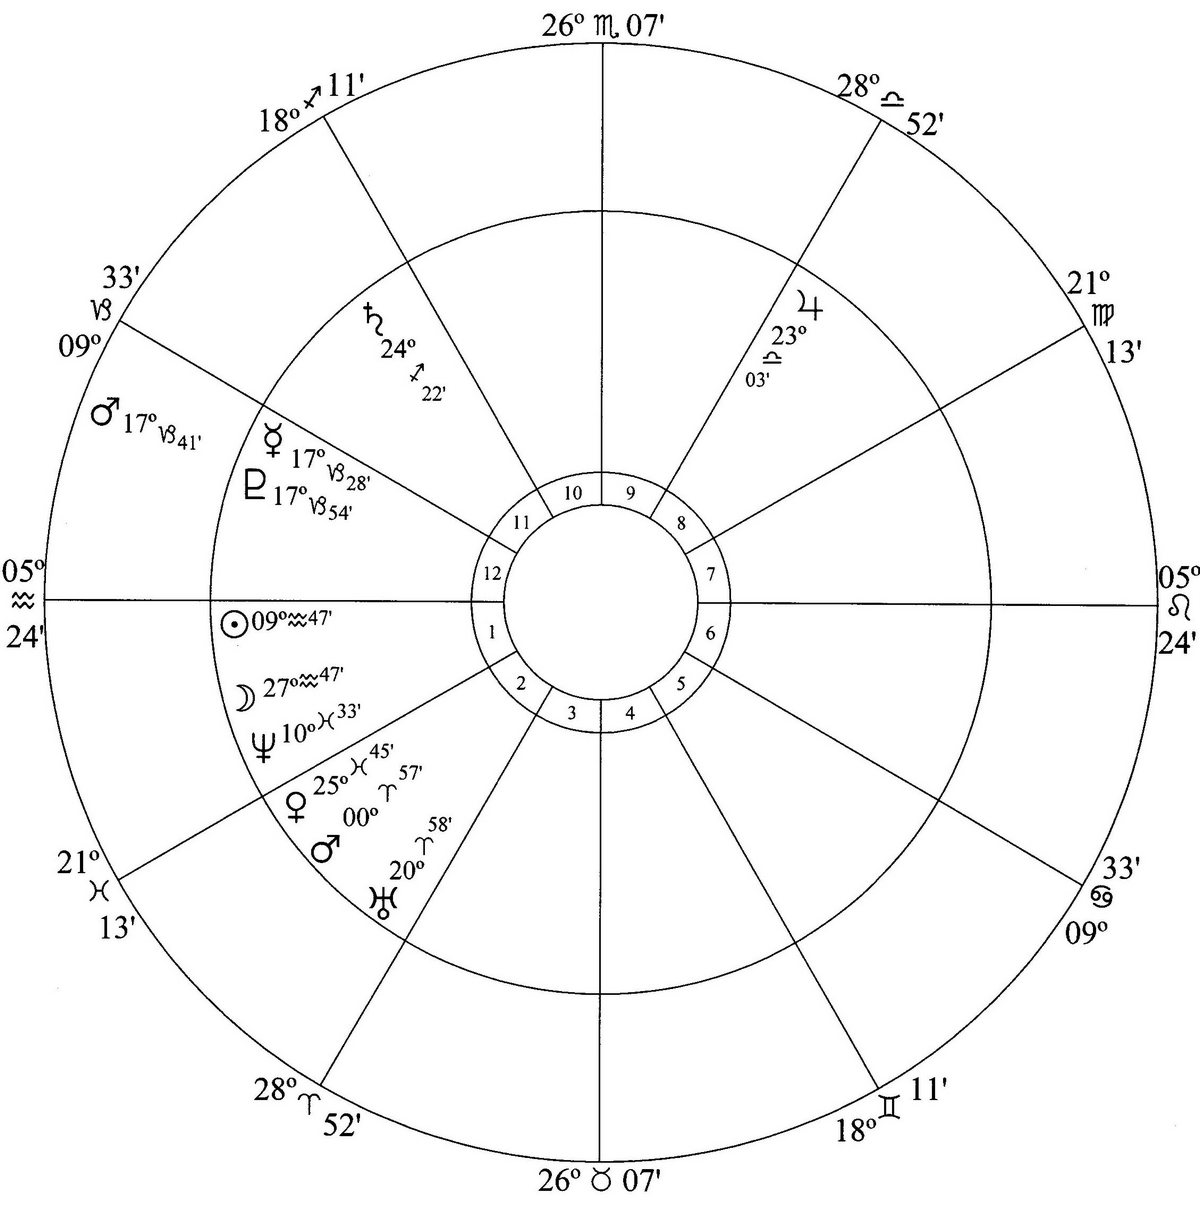 26º ♏ 07'
28º ♎ 52'
18º ♐ 11'
21º ♍ 13'
33' ♑ 09º
♄ 24º ♐ 22'
♃ 23º ♎ 03'
♂ 17º ♑ 41'
☿ 17º ♑ 28'
♇ 17º ♑ 54'
10
9
11
8
12
7
05º ♒ 24'
05º ♌ 24'
☉ 09º ♒ 47'
1
6
☽ 27º ♒ 47'
2
5
3
4
♆ 10º ♓ 33'
♀ 25º ♓ 45'
♂ 00º ♈ 57'
♅ 20º ♈ 58'
21º ♓ 13'
33' ♋ 09º
28º ♈ 52'
18º ♊ 11'
26º ♉ 07'